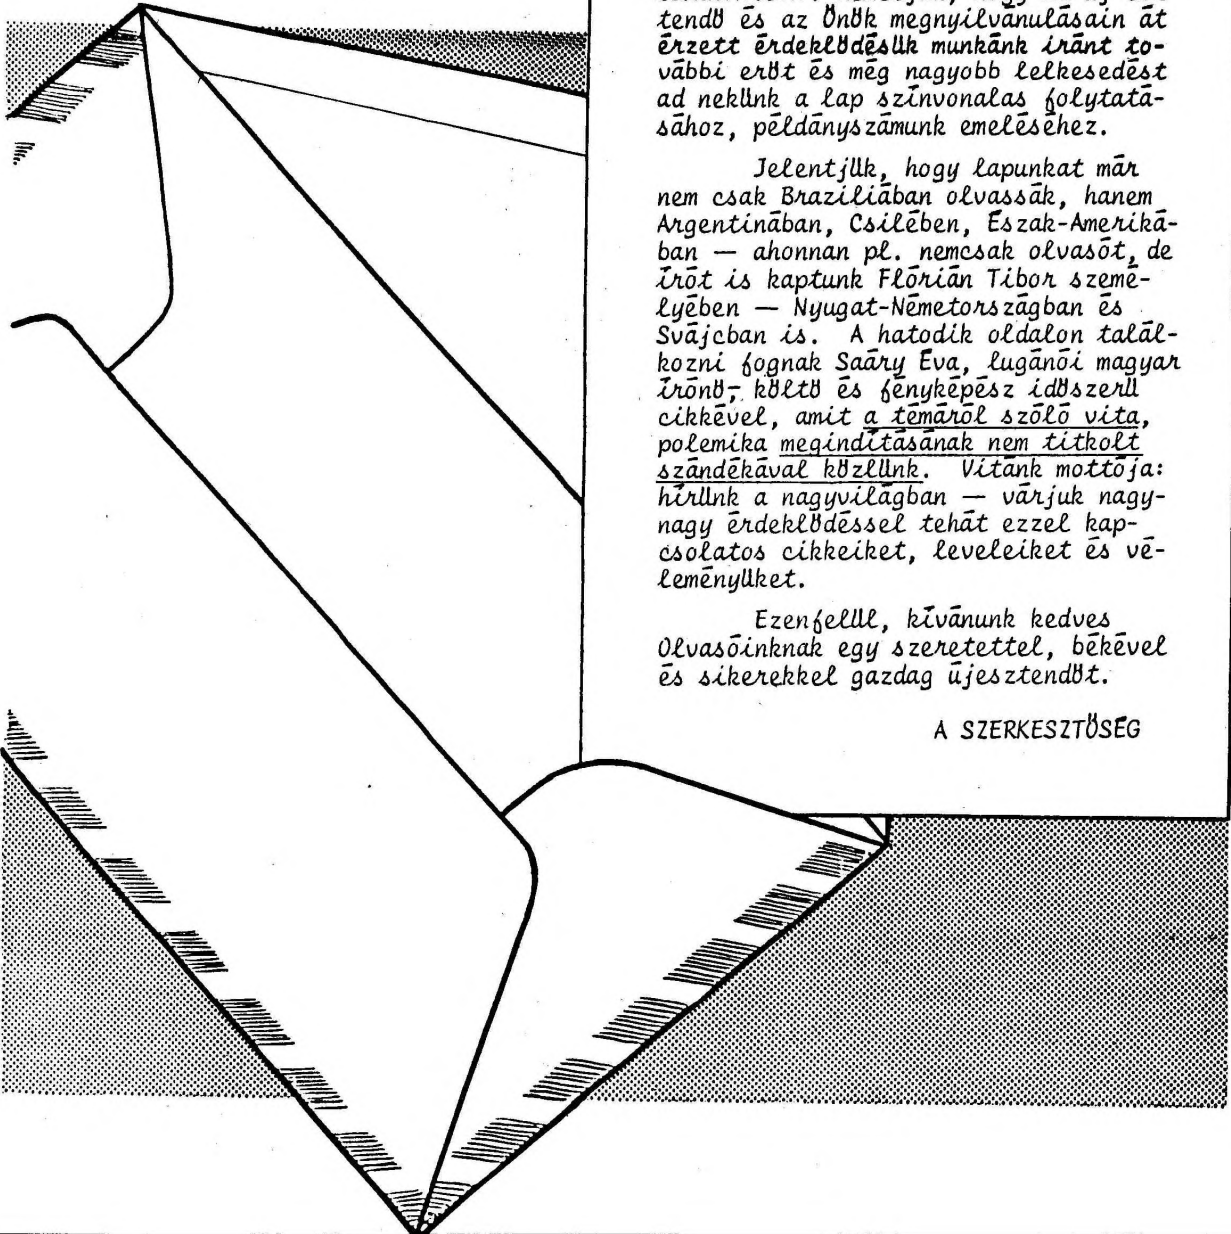 tendő és az Önök megnyilvánulásain át
érzett érdeklődésük munkánk iránt to-
vábbi erőt és még nagyobb lelkesedést
ad nekünk a lap színvonalas folytatá-
sához, példányszámunk emeléséhez.
Jelentjük, hogy lapunkat már
nem csak Braziliában olvassák, hanem
Argentinában, Csilében, Észak-Ameriká-
ban — ahonnan pl. nemcsak olvasót, de
írót is kaptunk Flórián Tibor szemé-
lyében — Nyugat-Németországban és
Svájcban is. A hatodik oldalon talál-
kozni fognak Saáry Éva, lugánói magyar
írónő, költő és fényképész időszerű
cikkével, amit a témáról szóló vita,
polemika megindításának nem titkolt
szándékával közlünk. Vitánk mottója:
hírünk a nagyvilágban — várjuk nagy-
nagy érdeklődéssel tehát ezzel kap-
csolatos cikkeiket, leveleiket és vé-
leményüket.
Ezenfelül, kívánunk kedves
Olvasóinknak egy szeretettel, békével
és sikerekkel gazdag újesztendőt.
A SZERKESZTŐSÉG